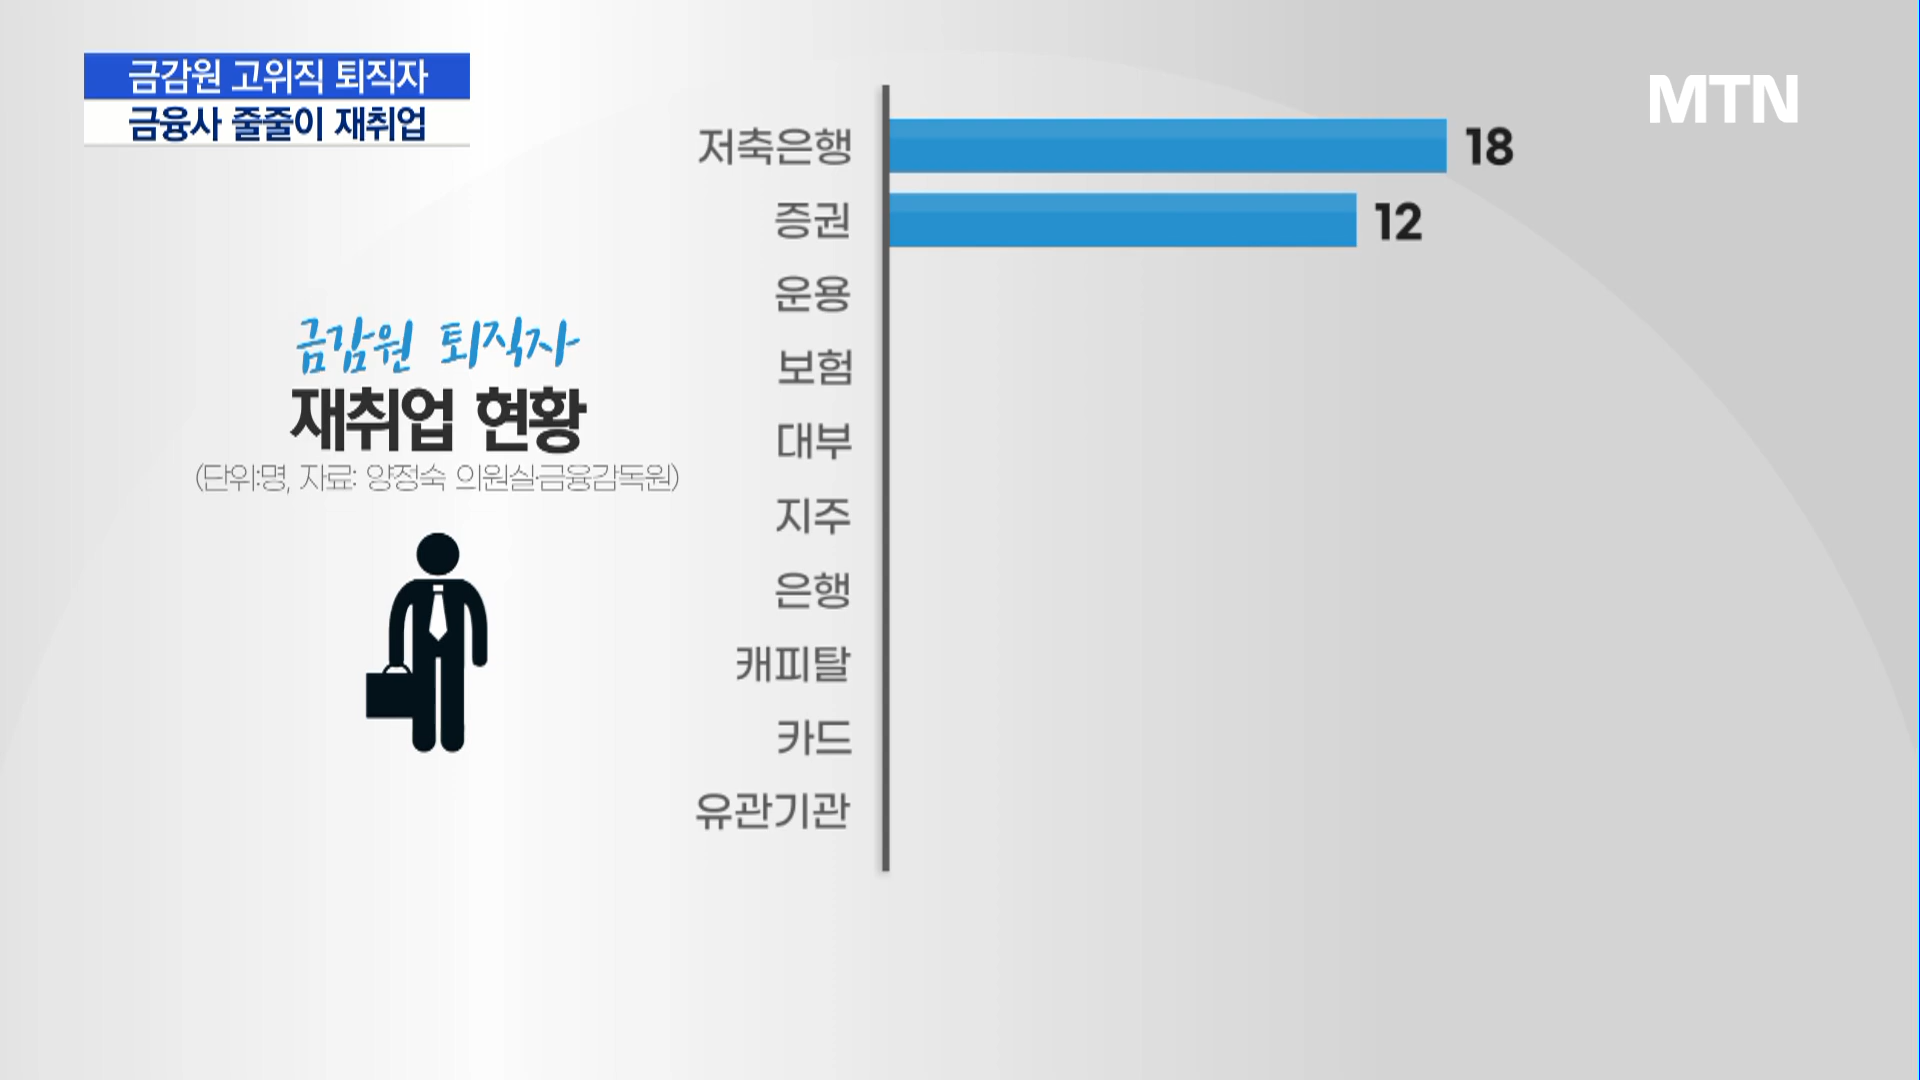 금감원 고위직 퇴직자
금융사 줄줄이 재취업
MTN
금감원 퇴직자
재취업 현황
(단위:명, 자료: 양정숙 의원실·금융감독원)
저축은행 18
증권 12
운용
보험
대부
지주
은행
캐피탈
카드
유관기관